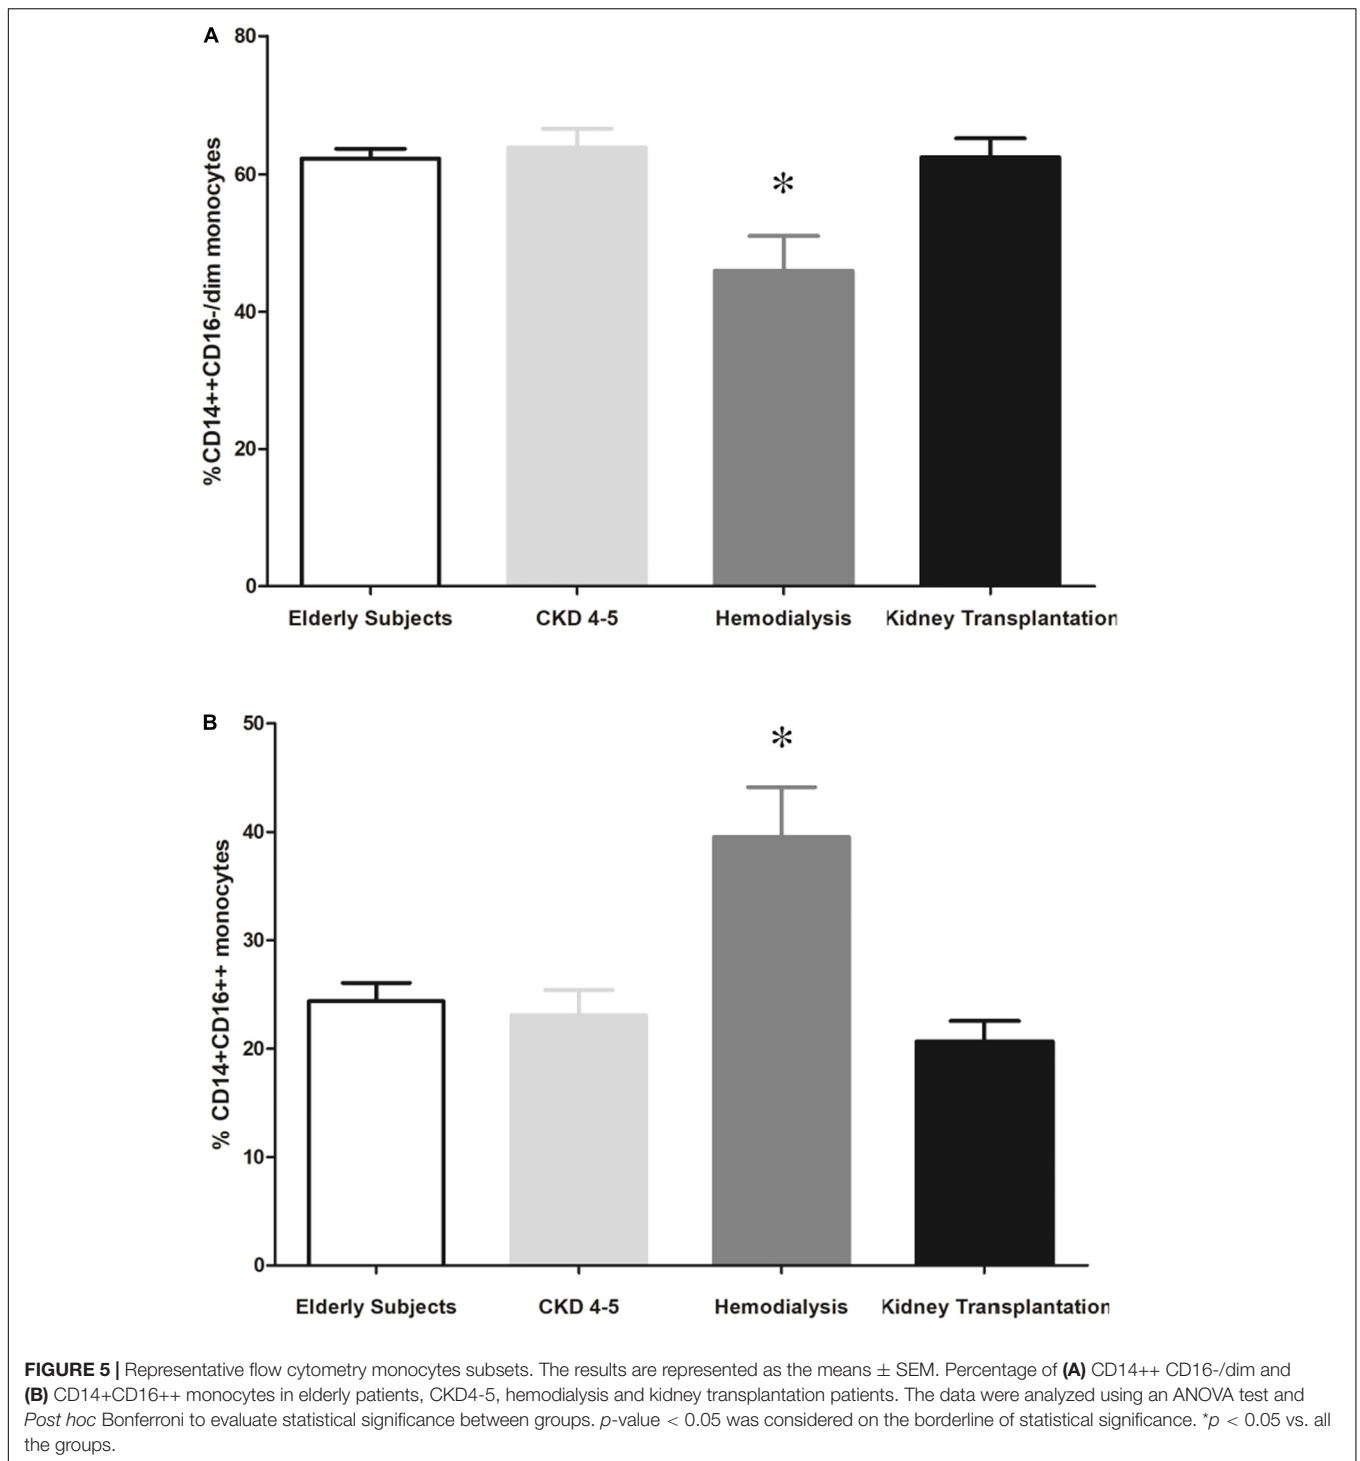 A
80
60
40
20
0
%CD14++CD16-/dim monocytes
*
Elderly Subjects CKD 4-5 Hemodialysis Kidney Transplantation
B
50
40
30
20
10
0
% CD14+CD16++ monocytes
*
Elderly Subjects CKD 4-5 Hemodialysis Kidney Transplantation
FIGURE 5 | Representative flow cytometry monocytes subsets. The results are represented as the means ± SEM. Percentage of (A) CD14++ CD16-/dim and
(B) CD14+CD16++ monocytes in elderly patients, CKD4-5, hemodialysis and kidney transplantation patients. The data were analyzed using an ANOVA test and
Post hoc Bonferroni to evaluate statistical significance between groups. p-value < 0.05 was considered on the borderline of statistical significance. *p < 0.05 vs. all
the groups.